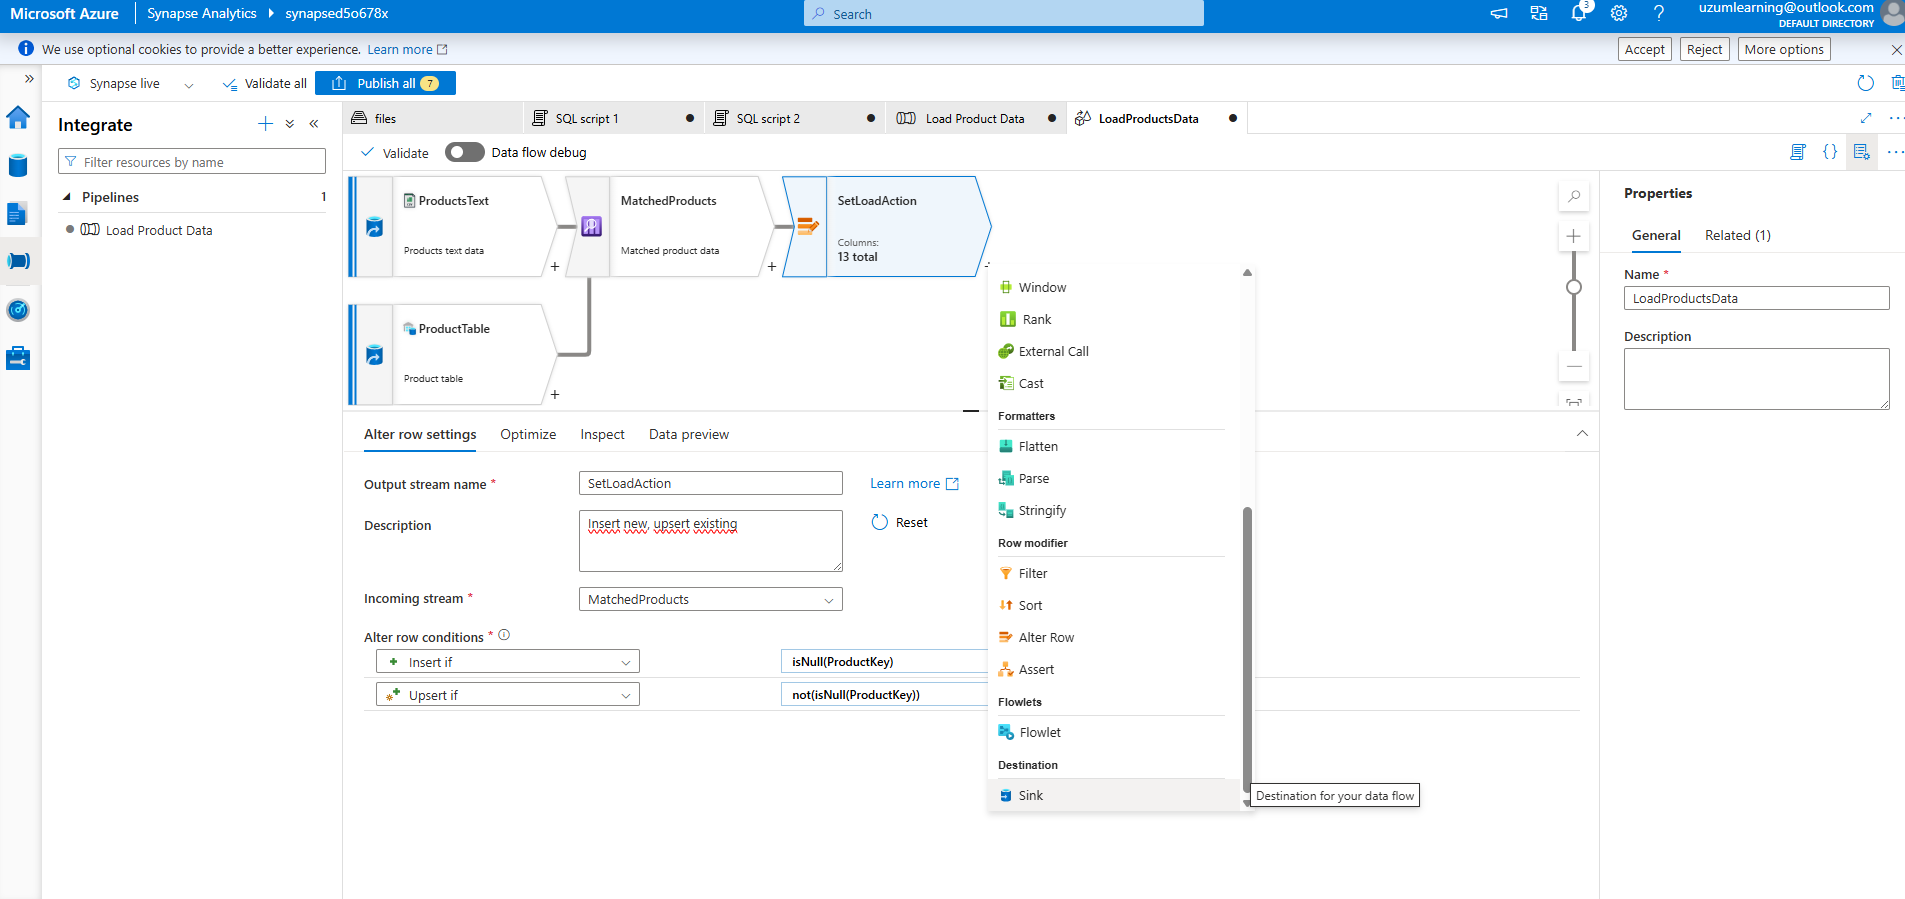 Microsoft Azure
Synapse Analytics
synapsed5o678x
Search
3
uzumlearning@outlook.com
DEFAULT DIRECTORY
We use optional cookies to provide a better experience. Learn more
Accept
Reject
More options
Synapse live
Validate all
Publish all 7
Integrate
Filter resources by name
Pipelines 1
Load Product Data
files
SQL script 1
SQL script 2
Load Product Data
LoadProductsData
Validate
Data flow debug
{}
ProductsText
Products text data
MatchedProducts
Matched product data
SetLoadAction
Columns:
13 total
ProductTable
Product table
Window
Rank
External Call
Cast
Formatters
Flatten
Parse
Stringify
Row modifier
Filter
Sort
Alter Row
Assert
Flowlets
Flowlet
Destination
Sink
Destination for your data flow
Alter row settings
Optimize
Inspect
Data preview
Output stream name *
SetLoadAction
Learn more
Description
Insert new, upsert existing
Reset
Incoming stream *
MatchedProducts
Alter row conditions *
Insert if
isNull(ProductKey)
Upsert if
not(isNull(ProductKey))
Properties
General
Related (1)
Name *
LoadProductsData
Description